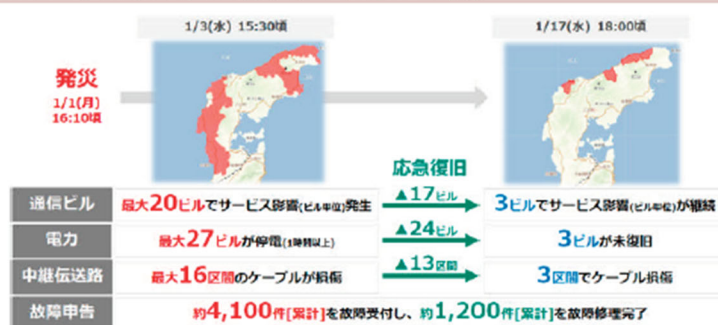 1/3(水) 15:30頃
1/17(水) 18:00頃
発災
1/1(月)
16:10頃
応急復旧
通信ビル 最大20ビルでサービス影響(ビル単位)発生 ▲17ビル 3ビルでサービス影響(ビル単位)が継続
電力 最大27ビルが停電(1時間以上) ▲24ビル 3ビルが未復旧
中継伝送路 最大16区間のケーブルが損傷 ▲13区間 3区間でケーブル損傷
故障申告 約4,100件[累計]を故障受付し、約1,200件[累計]を故障修理完了